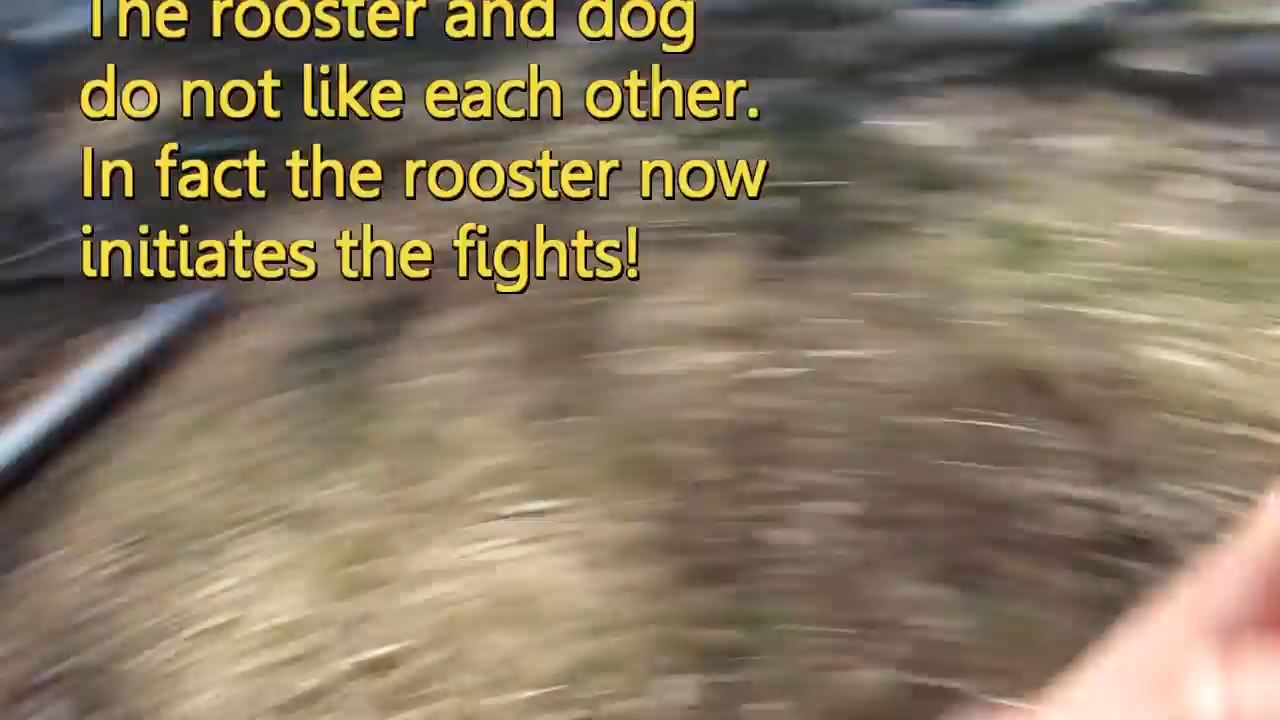 The rooster and dog
do not like each other.
In fact the rooster now
initiates the fights!